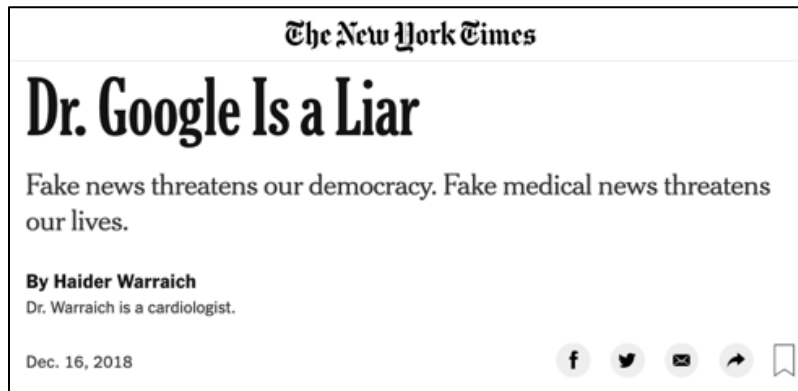 The New York Times
Dr. Google Is a Liar
Fake news threatens our democracy. Fake medical news threatens
our lives.
By Haider Warraich
Dr. Warraich is a cardiologist.
Dec. 16, 2018